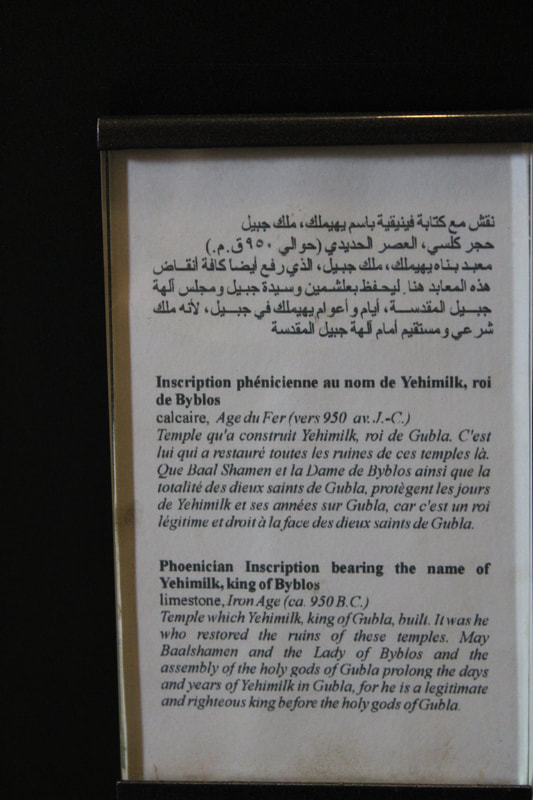 نقش مع كتابة فينيقية باسم يهيملك، ملك جبيل
حجر كلسي، العصر الحديدي (حوالي ٩٥٠ ق.م.)
معبد بناه يهيملك، ملك جبيل، الذي رفع أيضا كافة أنقاض
هذه المعابد هنا. ليحفظ بعلشمين وسيدة جبيل ومجلس آلهة
جبيل المقدسة، أيام وأعوام يهيملك في جبيل، لأنه ملك
شرعي ومستقيم أمام آلهة جبيل المقدسة
Inscription phénicienne au nom de Yehimilk, roi
de Byblos
calcaire, Age du Fer (vers 950 av. J.-C.)
Temple qu'a construit Yehimilk, roi de Gubla. C'est
lui qui a restauré toutes les ruines de ces temples là.
Que Baal Shamen et la Dame de Byblos ainsi que la
totalité des dieux saints de Gubla, protègent les jours
de Yehimilk et ses années sur Gubla, car c'est un roi
légitime et droit à la face des dieux saints de Gubla.
Phoenician Inscription bearing the name of
Yehimilk, king of Byblos
limestone, Iron Age (ca. 950 B.C.)
Temple which Yehimilk, king of Gubla, built. It was he
who restored the ruins of these temples. May
Baalshamen and the Lady of Byblos and the
assembly of the holy gods of Gubla prolong the days
and years of Yehimilk in Gubla, for he is a legitimate
and righteous king before the holy gods of Gubla.